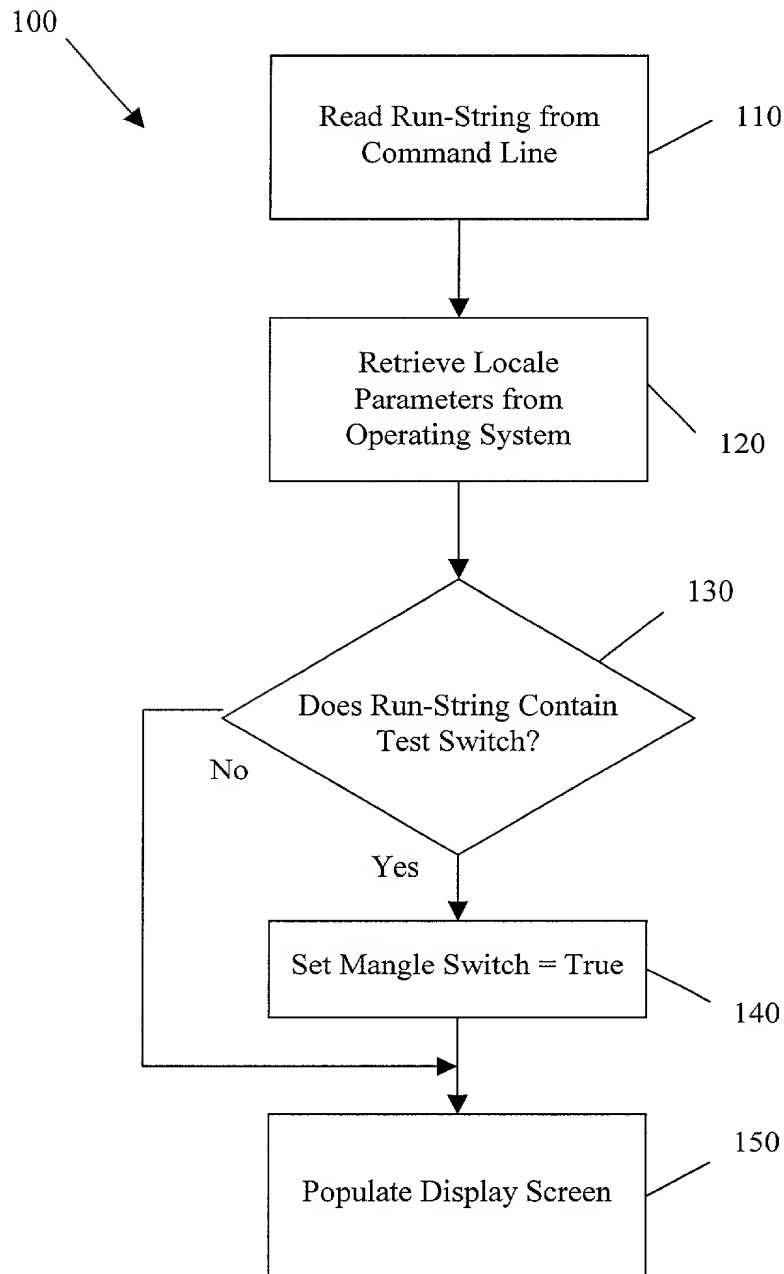 100
Read Run-String from
Command Line
110
Retrieve Locale
Parameters from
Operating System
120
130
Does Run-String Contain
Test Switch?
No
Yes
Set Mangle Switch = True
140
150
Populate Display Screen